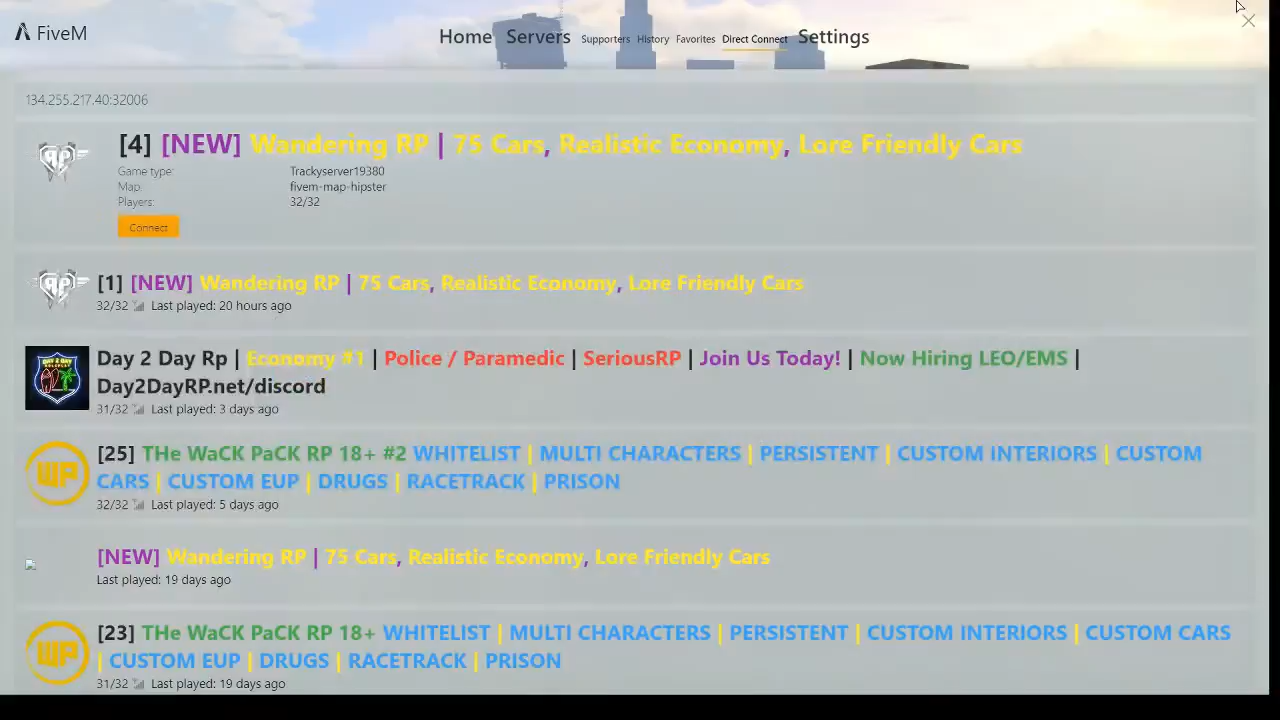 FiveM
Home Servers Supporters History Favorites Direct Connect Settings
134.255.217.40:32006
[4] [NEW] Wandering RP | 75 Cars, Realistic Economy, Lore Friendly Cars
Game type: Trackyserver19380
Map: fivem-map-hipster
Players: 32/32
Connect
[1] [NEW] Wandering RP | 75 Cars, Realistic Economy, Lore Friendly Cars
32/32 Last played: 20 hours ago
Day 2 Day Rp | Economy #1 | Police / Paramedic | SeriousRP | Join Us Today! | Now Hiring LEO/EMS |
Day2DayRP.net/discord
31/32 Last played: 3 days ago
[25] THe WaCK PaCK RP 18+ #2 WHITELIST | MULTI CHARACTERS | PERSISTENT | CUSTOM INTERIORS | CUSTOM
CARS | CUSTOM EUP | DRUGS | RACETRACK | PRISON
32/32 Last played: 5 days ago
[NEW] Wandering RP | 75 Cars, Realistic Economy, Lore Friendly Cars
Last played: 19 days ago
[23] THe WaCK PaCK RP 18+ WHITELIST | MULTI CHARACTERS | PERSISTENT | CUSTOM INTERIORS | CUSTOM CARS
| CUSTOM EUP | DRUGS | RACETRACK | PRISON
31/32 Last played: 19 days ago